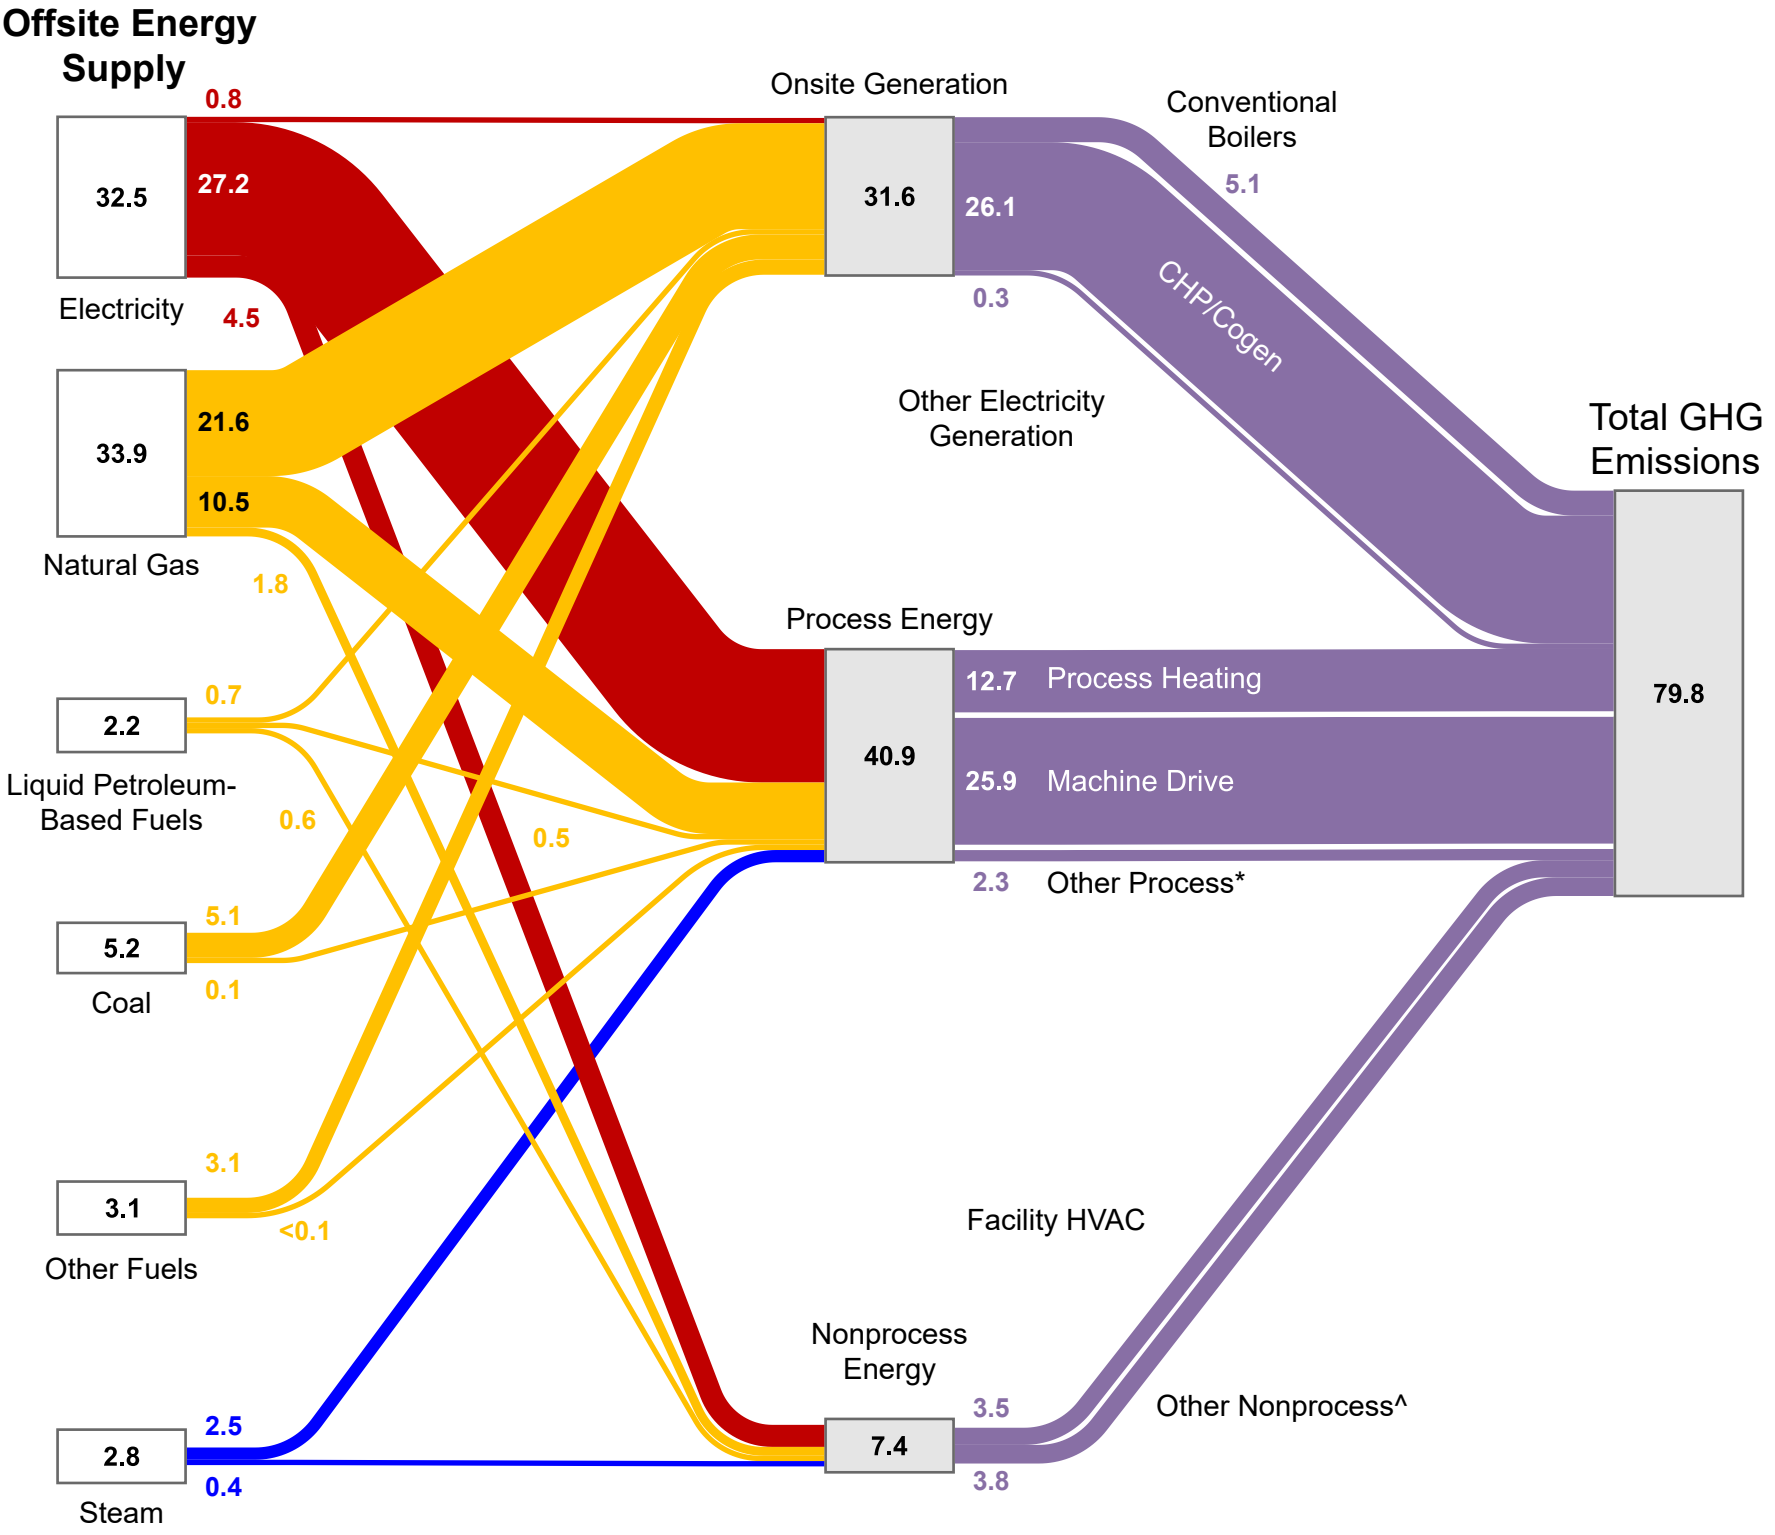 Offsite Energy
Supply
0.8
32.5
27.2
Electricity
4.5
33.9
21.6
10.5
Natural Gas
1.8
0.7
2.2
Liquid Petroleum-
Based Fuels
0.6
0.5
5.1
5.2
Coal
0.1
3.1
3.1
<0.1
Other Fuels
2.5
2.8
0.4
Steam
Onsite Generation
31.6
26.1
0.3
Conventional
Boilers
5.1
CHP/Cogen
Other Electricity
Generation
Process Energy
40.9
12.7 Process Heating
25.9 Machine Drive
2.3 Other Process*
Facility HVAC
Nonprocess
Energy
7.4
3.5
3.8
Other Nonprocess^
Total GHG
Emissions
79.8